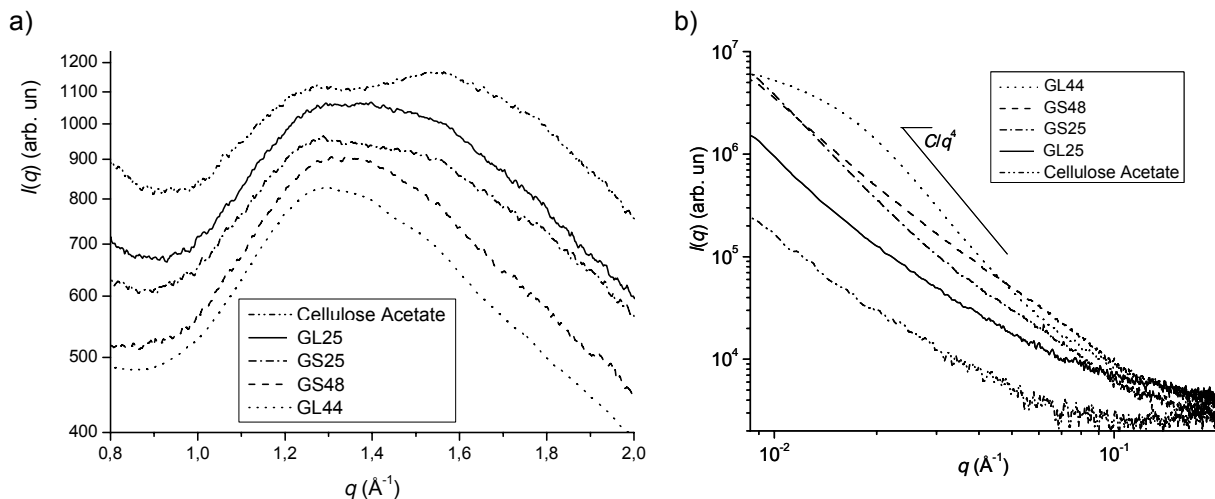 a)
I(q) (arb. un)
1200
1100
1000
900
800
700
600
500
400
Cellulose Acetate
GL25
GS25
GS48
GL44
0,8 1,0 1,2 1,4 1,6 1,8 2,0
q (Å⁻¹)
b)
I(q) (arb. un)
10⁷
10⁶
10⁵
10⁴
C/q⁴
GL44
GS48
GS25
GL25
Cellulose Acetate
10⁻² 10⁻¹
q (Å⁻¹)